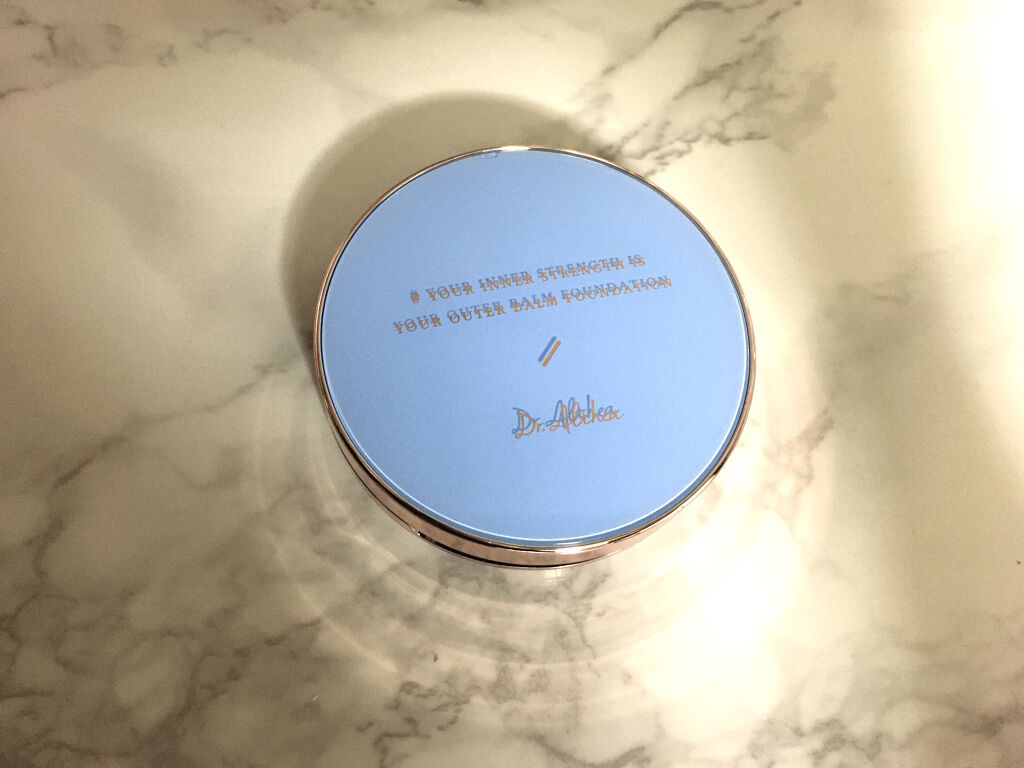 # YOUR INNER STRENGTH IS
YOUR OUTER BALM FOUNDATION
//
Dr. Althea